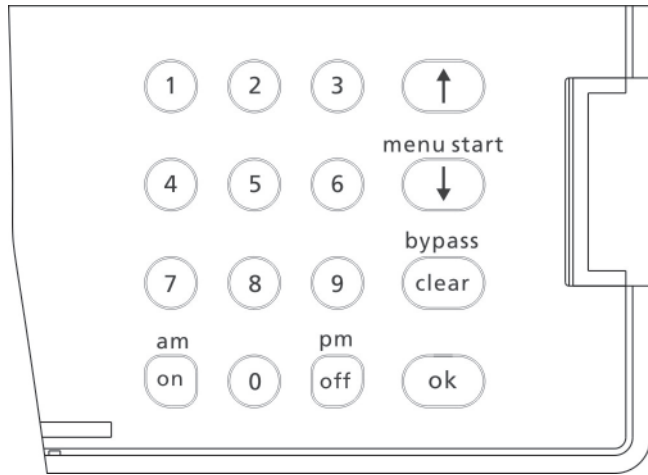 1 2 3 ↑
menu start
4 5 6 ↓
bypass
7 8 9 clear
am pm
on 0 off ok